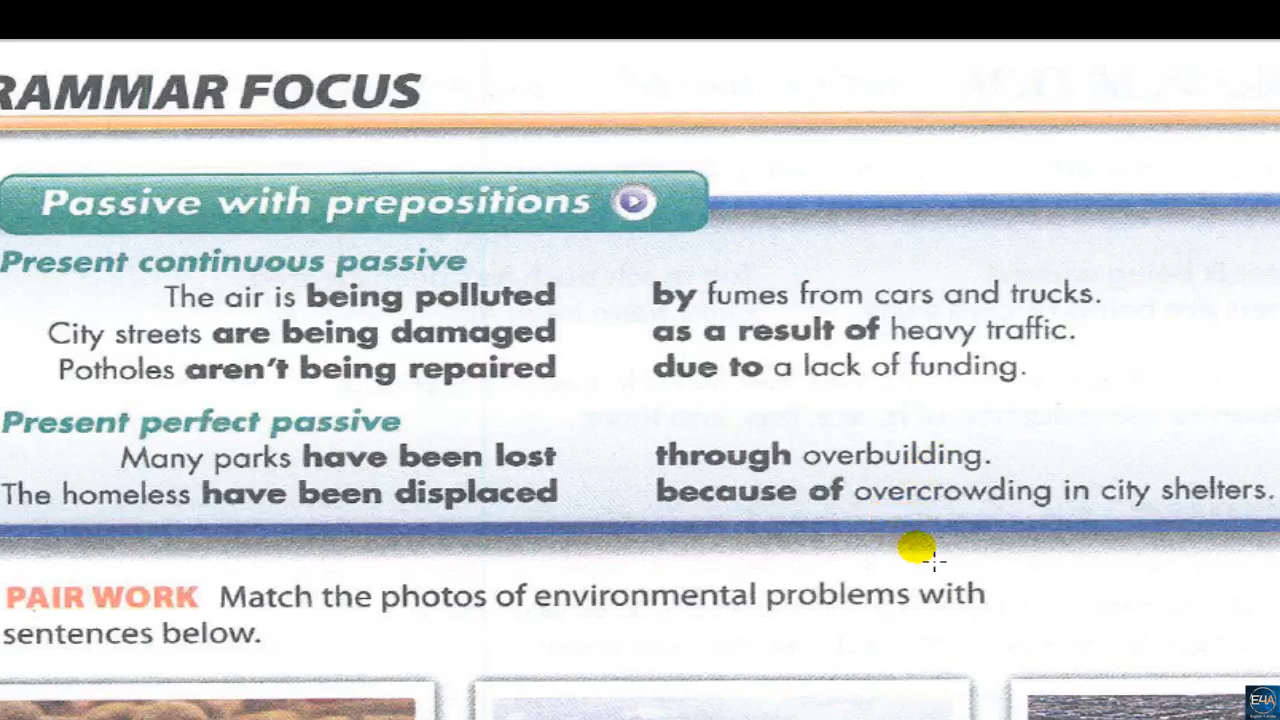 RAMMAR FOCUS
Passive with prepositions
Present continuous passive
The air is being polluted by fumes from cars and trucks.
City streets are being damaged as a result of heavy traffic.
Potholes aren't being repaired due to a lack of funding.
Present perfect passive
Many parks have been lost through overbuilding.
The homeless have been displaced because of overcrowding in city shelters.
PAIR WORK Match the photos of environmental problems with
sentences below.
E4A